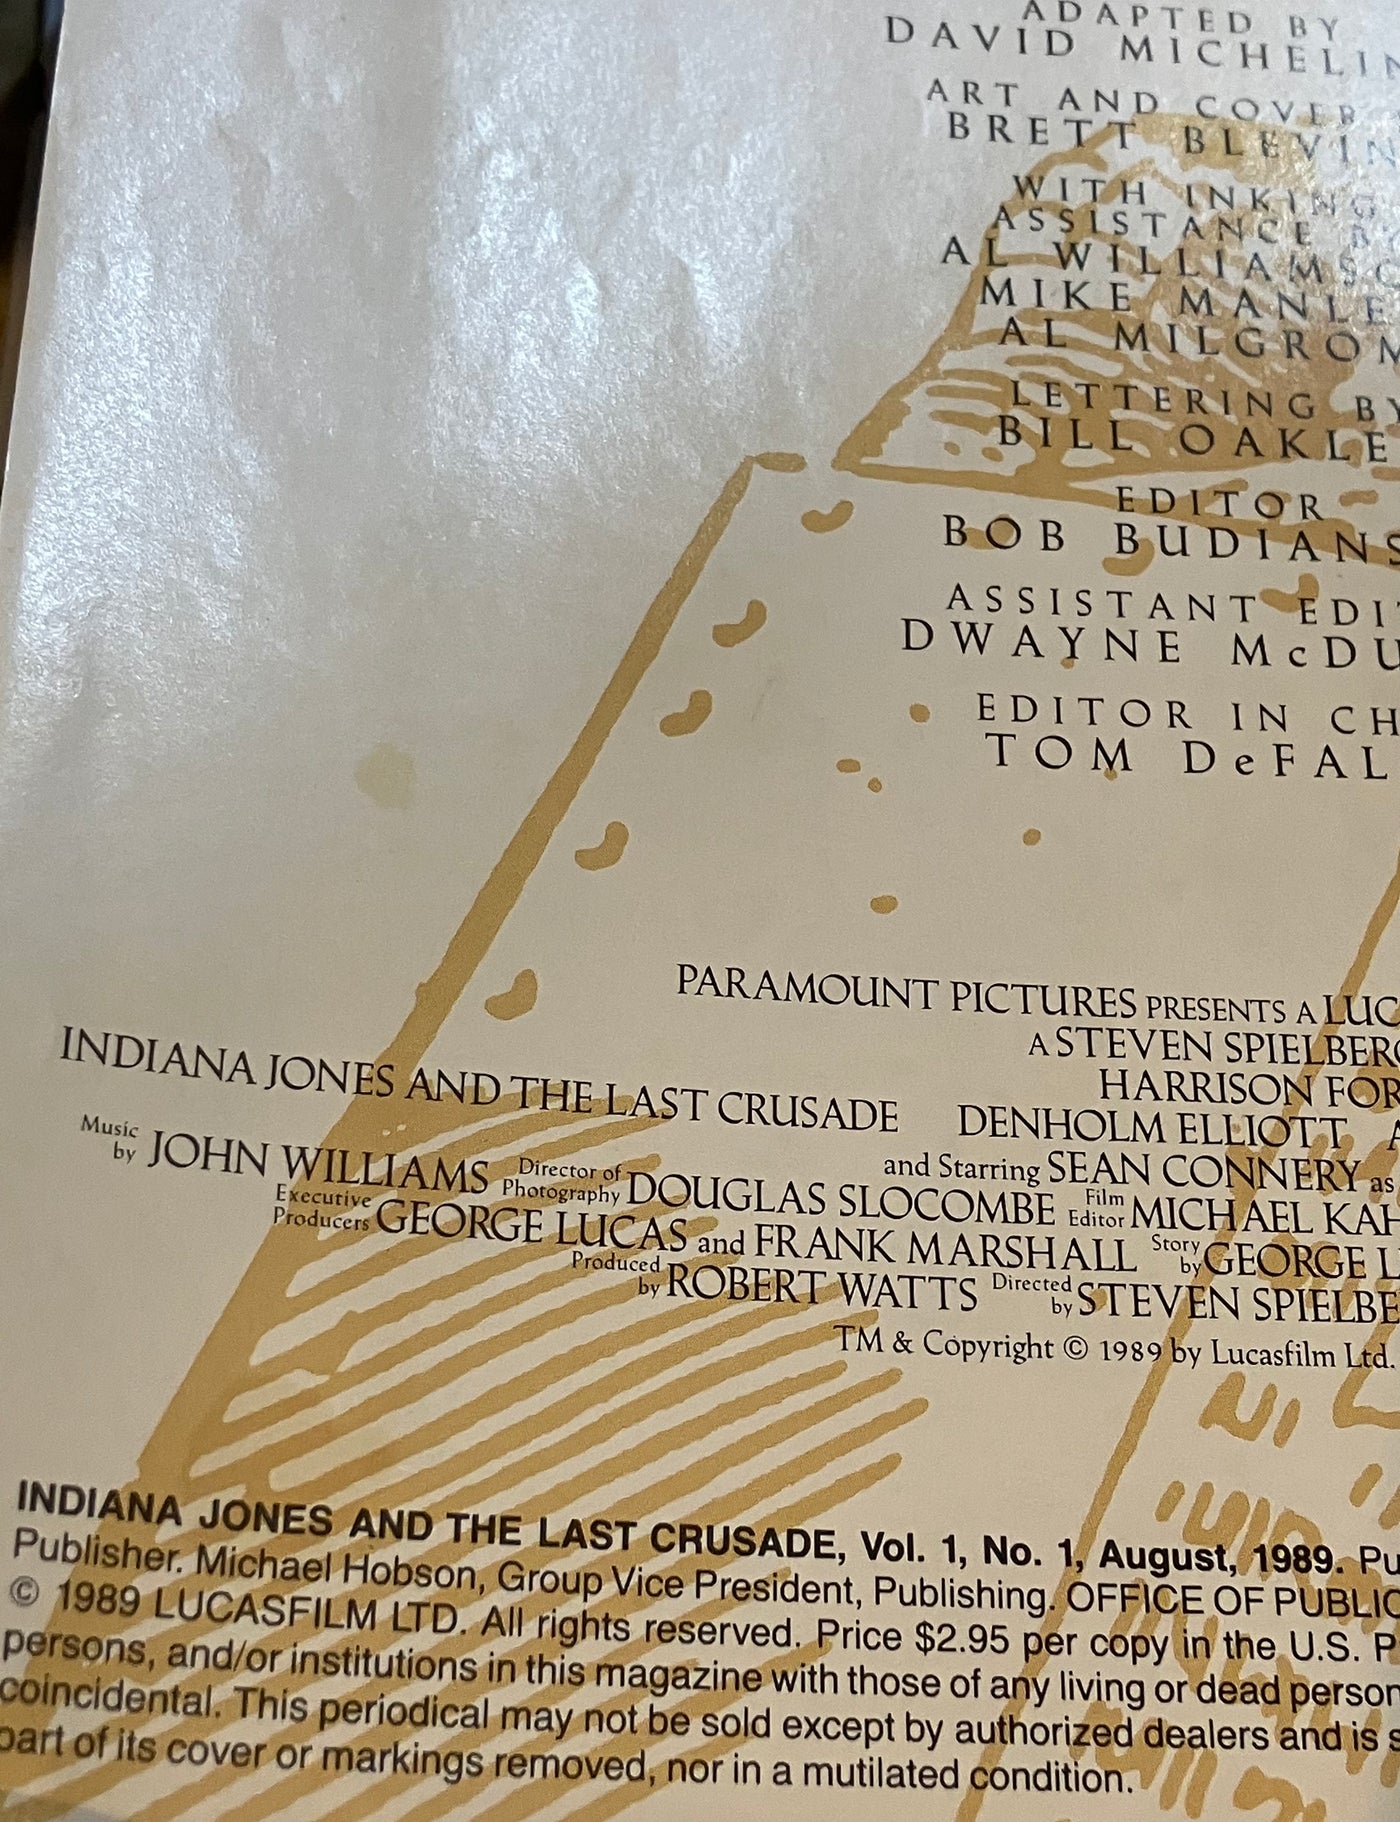 ADAPTED BY
DAVID MICHELIN
ART AND COVER
BRETT BLEVIN
WITH INKING
ASSISTANCE B
AL WILLIAMSO
MIKE MANLE
AL MILGROM
LETTERING BY
BILL OAKLE
EDITOR
BOB BUDIANS
ASSISTANT EDI
DWAYNE McDU
EDITOR IN CH
TOM DeFAL
PARAMOUNT PICTURES PRESENTS A LUC
A STEVEN SPIELBERG
HARRISON FOR
INDIANA JONES AND THE LAST CRUSADE DENHOLM ELLIOTT A
and Starring SEAN CONNERY as
Music by JOHN WILLIAMS Director of Photography DOUGLAS SLOCOMBE Film Editor MICHAEL KAH
Executive Producers GEORGE LUCAS and FRANK MARSHALL Story by GEORGE L
Produced by ROBERT WATTS Directed by STEVEN SPIELBE
TM & Copyright © 1989 by Lucasfilm Ltd.
INDIANA JONES AND THE LAST CRUSADE, Vol. 1, No. 1, August, 1989. Pu
Publisher. Michael Hobson, Group Vice President, Publishing. OFFICE OF PUBLIC
© 1989 LUCASFILM LTD. All rights reserved. Price $2.95 per copy in the U.S. P
persons, and/or institutions in this magazine with those of any living or dead person
coincidental. This periodical may not be sold except by authorized dealers and is s
part of its cover or markings removed, nor in a mutilated condition.